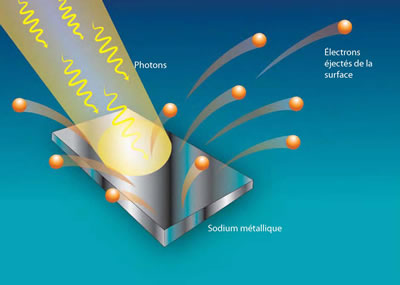 Photons
Électrons
éjectés de la
surface
Sodium métallique